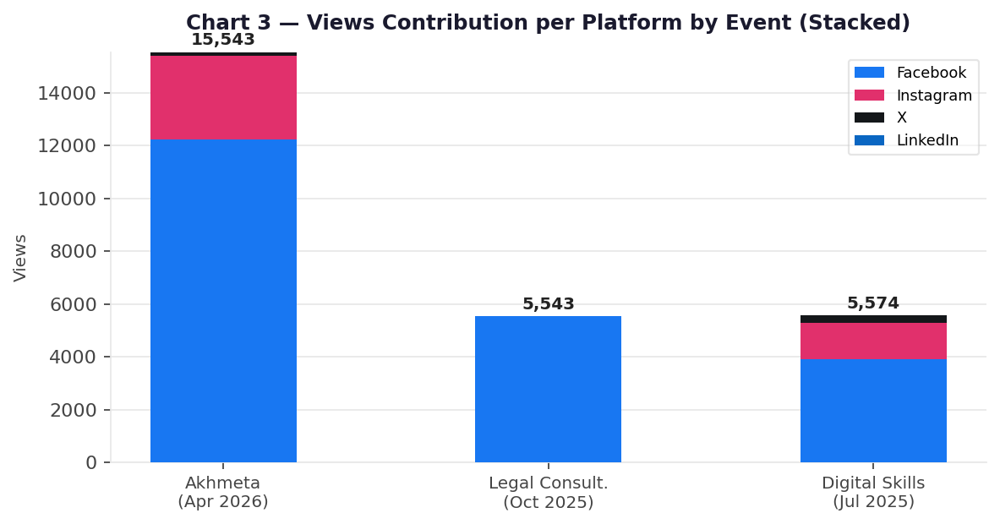 Chart 3 — Views Contribution per Platform by Event (Stacked)
15,543
Facebook
Instagram
X
LinkedIn
14000
12000
10000
8000
6000
4000
2000
0
Views
5,543
5,574
Akhmeta
(Apr 2026)
Legal Consult.
(Oct 2025)
Digital Skills
(Jul 2025)